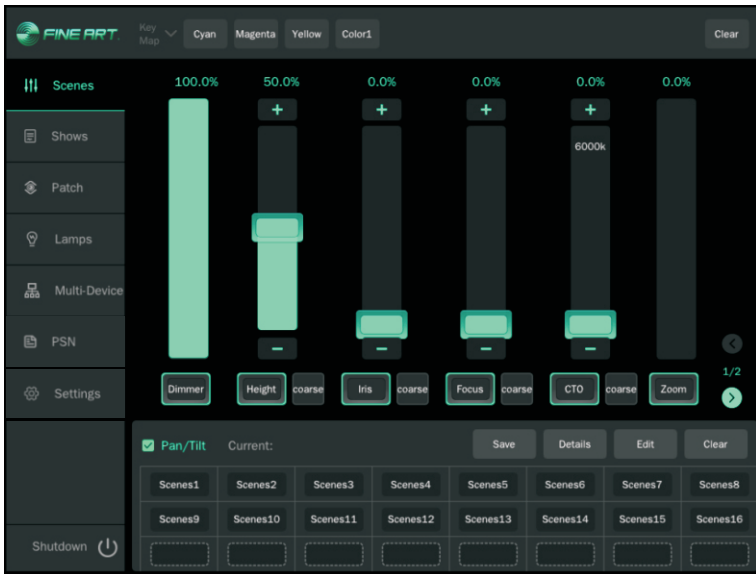 FINE ART.
Key Map
Cyan Magenta Yellow Color1 Clear
Scenes
Shows
Patch
Lamps
Multi-Device
PSN
Settings
Shutdown
100.0% 50.0% 0.0% 0.0% 0.0% 0.0%
+ + + +
6000k
− − − −
1/2
Dimmer Height coarse Iris coarse Focus coarse CTO coarse Zoom
Pan/Tilt Current: Save Details Edit Clear
Scenes1 Scenes2 Scenes3 Scenes4 Scenes5 Scenes6 Scenes7 Scenes8
Scenes9 Scenes10 Scenes11 Scenes12 Scenes13 Scenes14 Scenes15 Scenes16